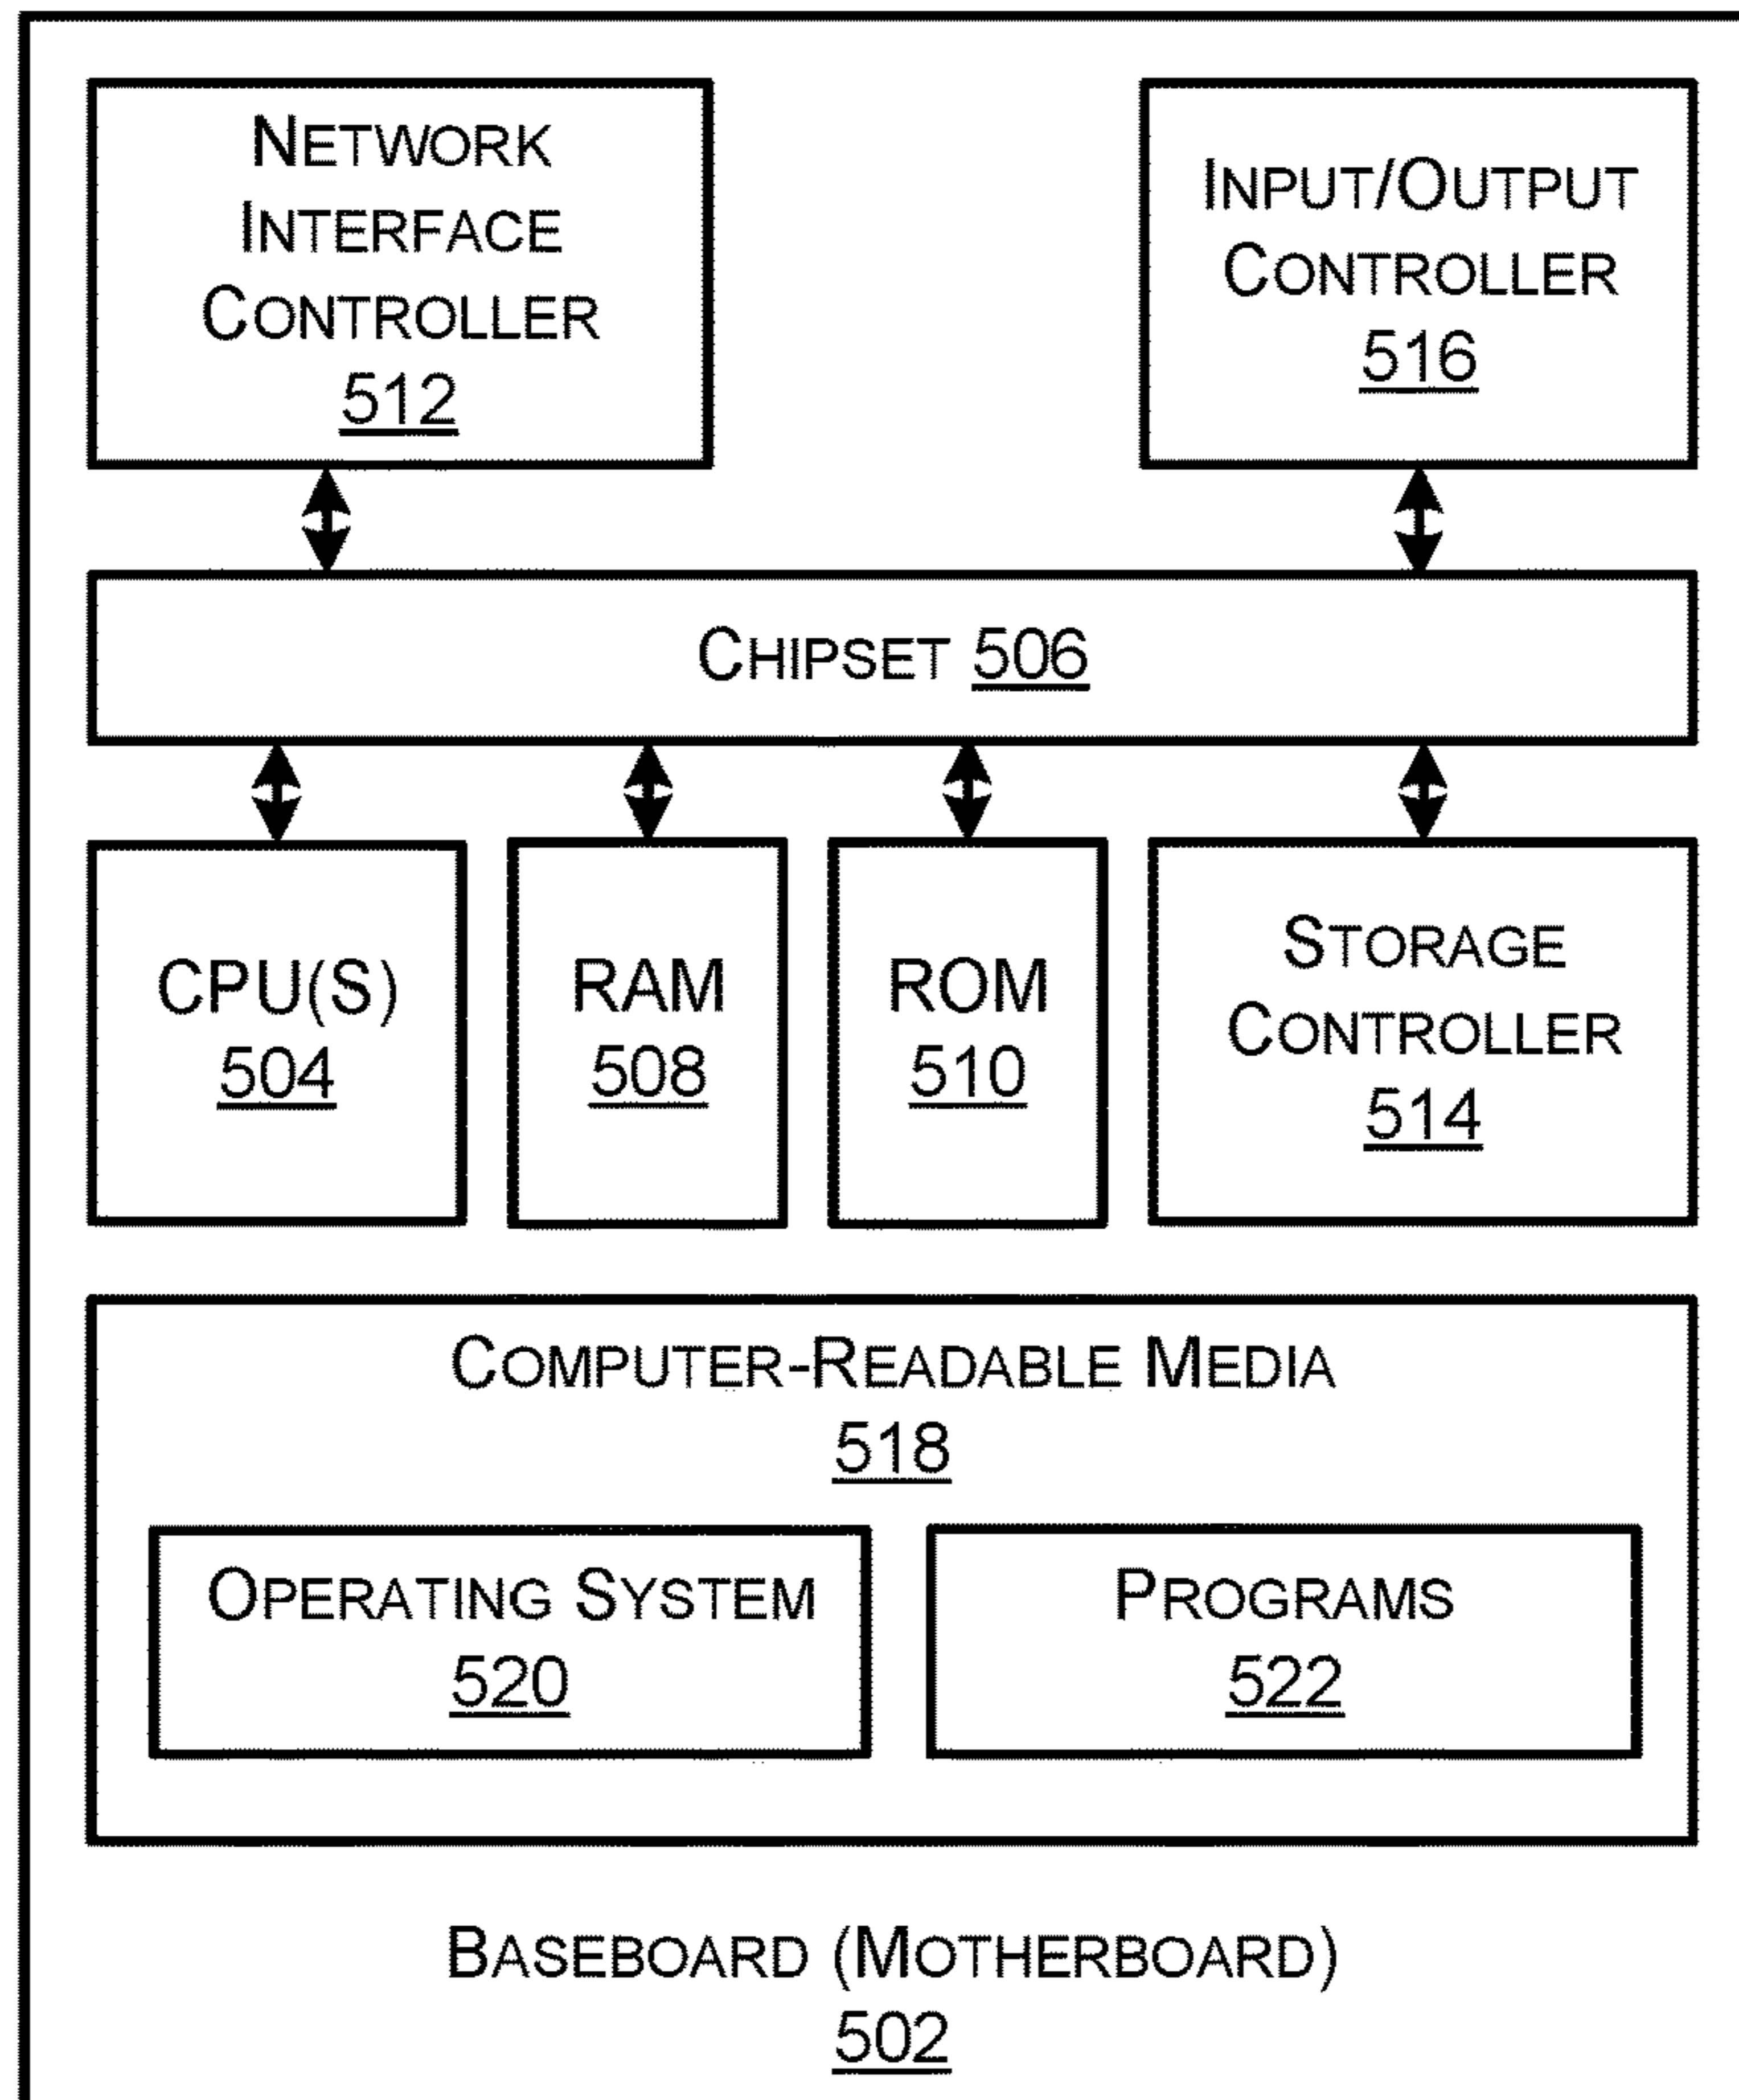 NETWORK
INTERFACE
CONTROLLER
512
INPUT/OUTPUT
CONTROLLER
516
CHIPSET 506
CPU(S)
504
RAM
508
ROM
510
STORAGE
CONTROLLER
514
COMPUTER-READABLE MEDIA
518
OPERATING SYSTEM
520
PROGRAMS
522
BASEBOARD (MOTHERBOARD)
502